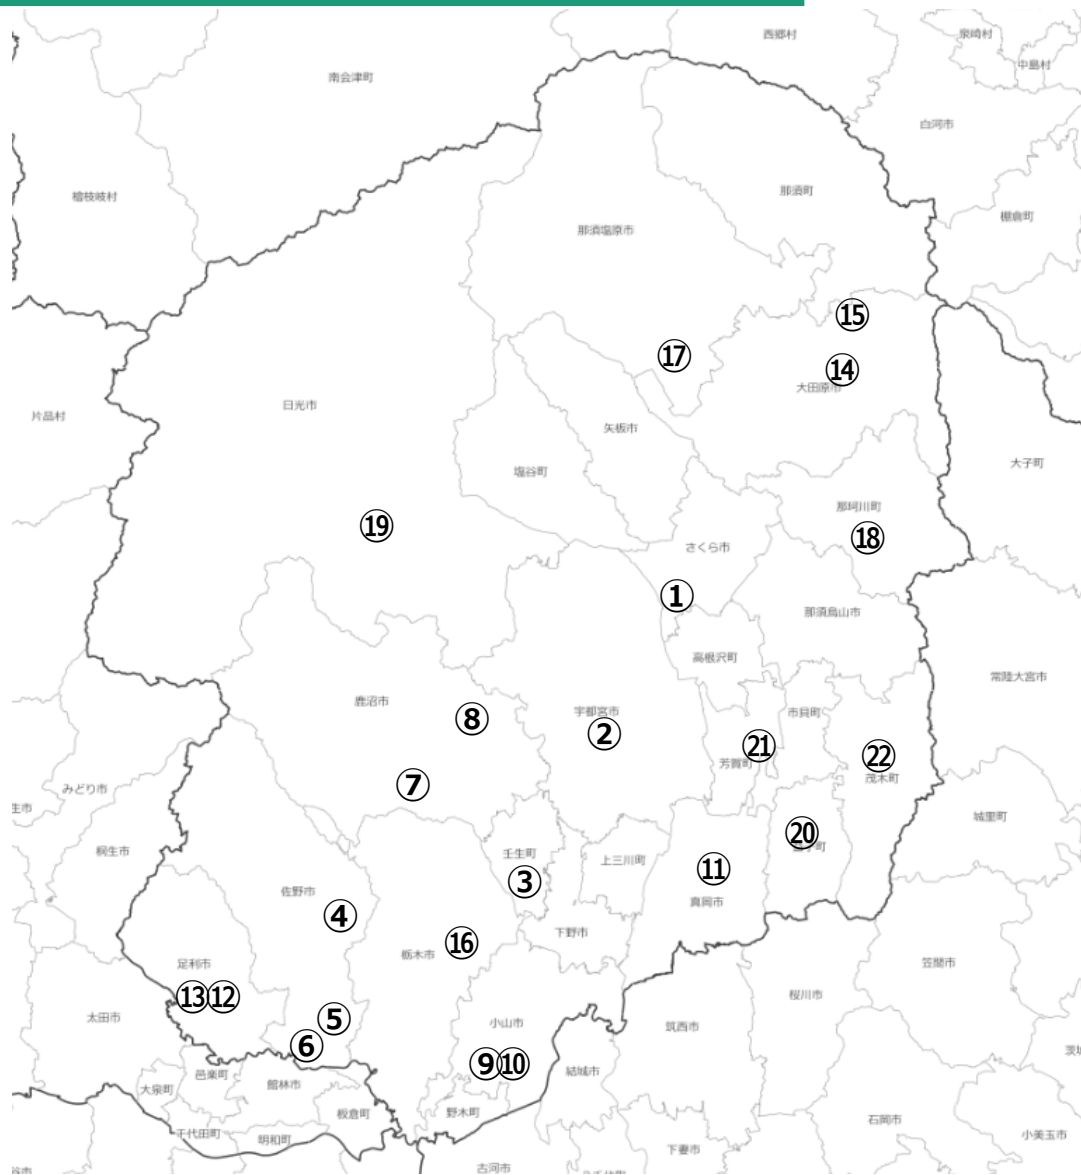 西郷村
泉崎村
中島村
南会津町
白河市
檜枝岐村
那須町
棚倉町
那須塩原市
⑮
⑰
⑭
大田原市
日光市
片品村
矢板市
大子町
塩谷町
那珂川町
⑲
⑱
さくら市
①
那須烏山市
高根沢町
常陸大宮市
鹿沼市
宇都宮市
市貝町
⑧
②
㉑
芳賀町
㉒
茂木町
⑦
みどり市
生市
城里町
⑳
桐生市
壬生町
上三川町
⑪
③
佐野市
真岡市
④
下野市
⑯
栃木市
足利市
笠間市
⑬⑫
桜川市
太田市
⑤
小山市
筑西市
⑥
⑨⑩
結城市
邑楽町
館林市
大泉町
板倉町
野木町
石岡市
千代田町
明和町
小美玉市
下妻市
古河市